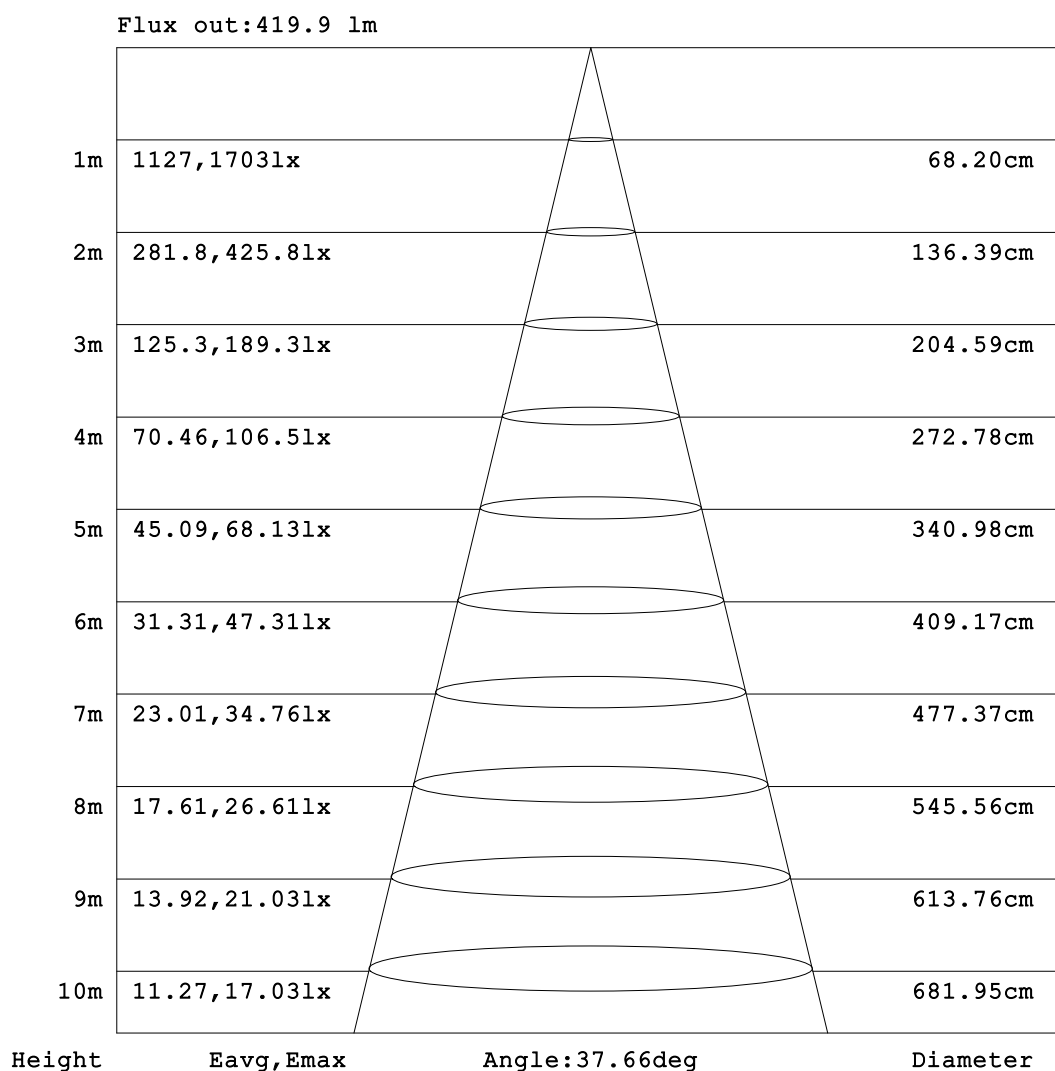 Flux out:419.9 lm
1m 1127,1703lx 68.20cm
2m 281.8,425.8lx 136.39cm
3m 125.3,189.3lx 204.59cm
4m 70.46,106.5lx 272.78cm
5m 45.09,68.13lx 340.98cm
6m 31.31,47.31lx 409.17cm
7m 23.01,34.76lx 477.37cm
8m 17.61,26.61lx 545.56cm
9m 13.92,21.03lx 613.76cm
10m 11.27,17.03lx 681.95cm
Height Eavg,Emax Angle:37.66deg Diameter